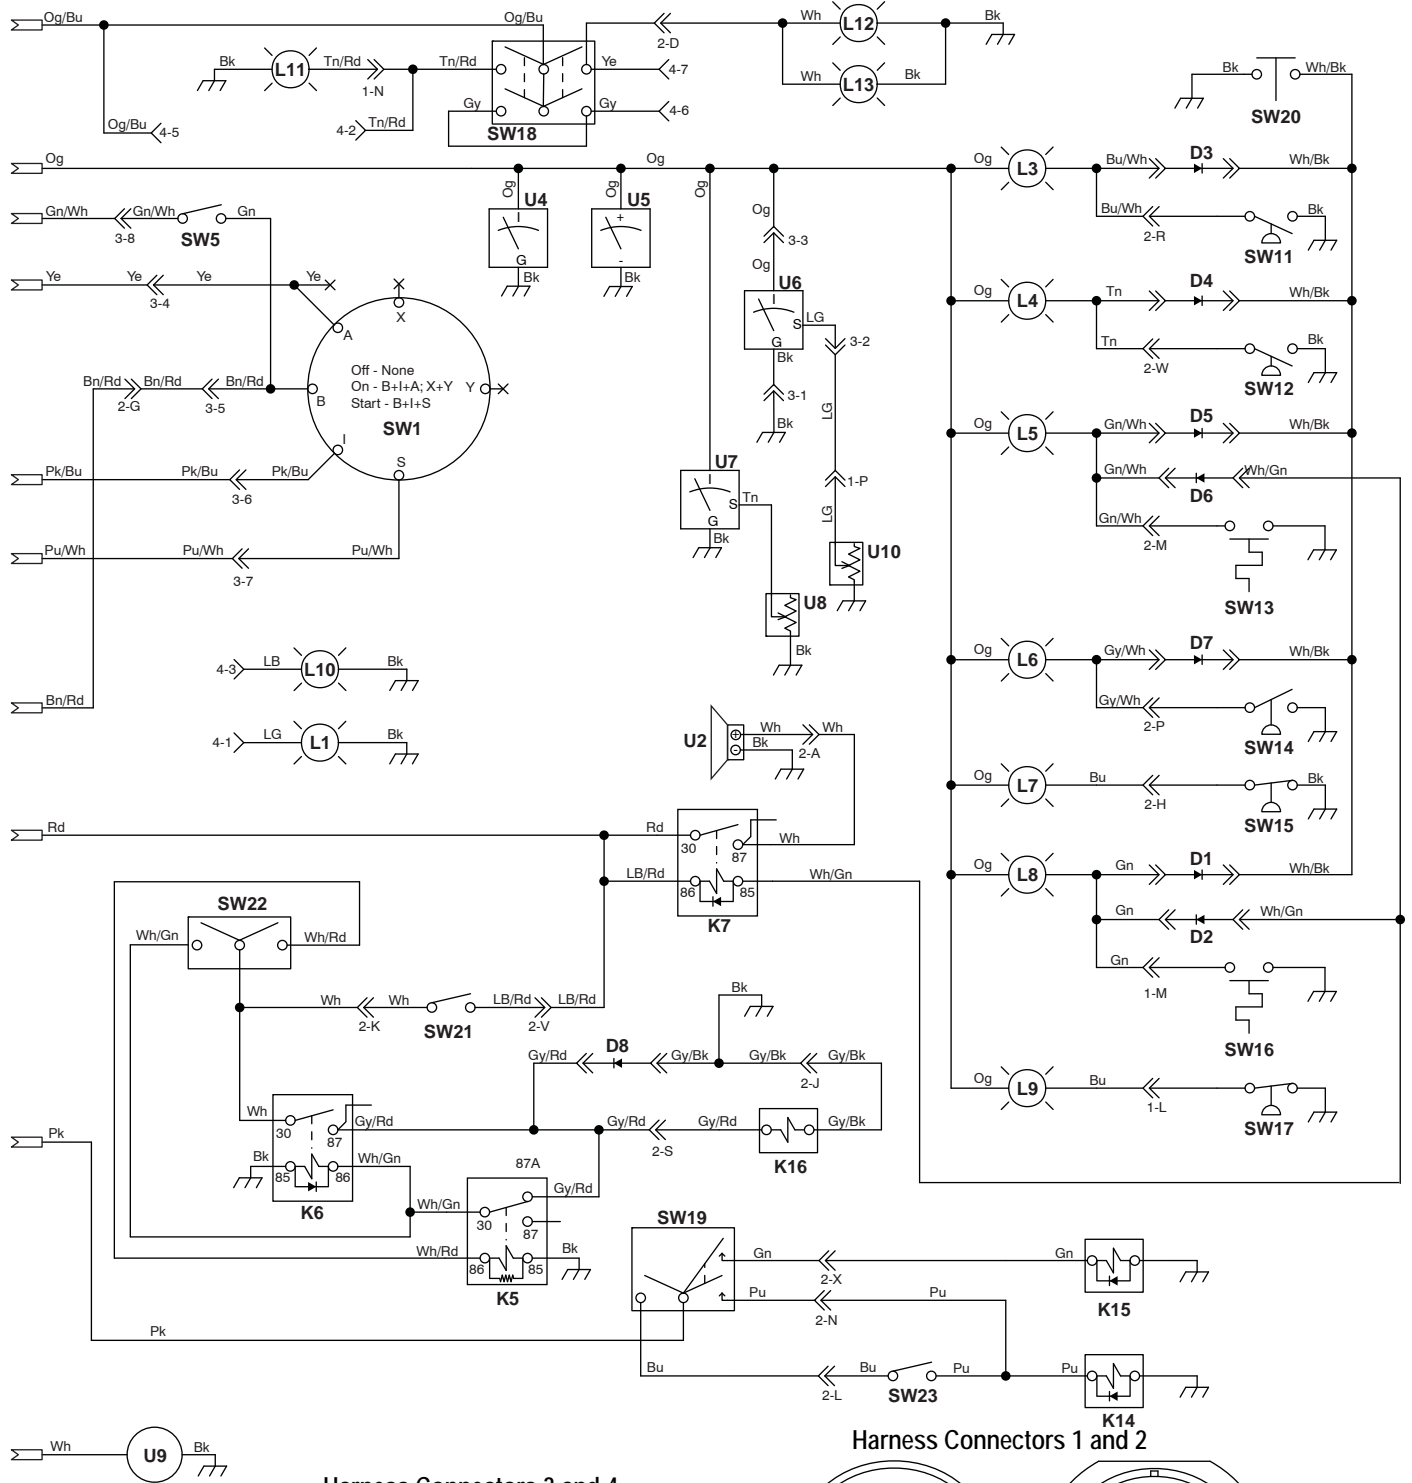 Og/Bu Og/Bu 2-D Wh L12 Bk
Bk L11 Tn/Rd 1-N Tn/Rd Ye 4-7 Wh L13 Bk
Bk Wh/Bk
SW20
Og/Bu 4-5 4-2 Tn/Rd Gy SW18 Gy 4-6
Og Og Og L3 Bu/Wh D3 Wh/Bk
Og U4 I G Bk
Og U5 + - Bk
Og
Og 3-3 Og
Bu/Wh 2-R Bk SW11
Gn/Wh Gn/Wh 3-8 SW5 Gn
Ye Ye 3-4 Ye Ye
U6 I S G LG 3-2
Bk 3-1 Bk
LG 1-P LG U10
Og L4 Tn D4 Wh/Bk
Tn 2-W Bk SW12
X
A
Off - None
On - B+I+A; X+Y
Start - B+I+S
SW1
Y
B
I
S
Bn/Rd 2-G Bn/Rd 3-5 Bn/Rd
Og L5 Gn/Wh D5 Wh/Bk
Gn/Wh D6 Wh/Gn
Gn/Wh 2-M SW13
Pk/Bu Pk/Bu 3-6 Pk/Bu
U7 I S G Tn Bk
U8 Bk
Pu/Wh Pu/Wh 3-7 Pu/Wh
4-3 LB L10 Bk
Og L6 Gy/Wh D7 Wh/Bk
Gy/Wh 2-P SW14
Bn/Rd
4-1 LG L1 Bk
U2 + - Wh Bk 2-A Wh
Og L7 Bu 2-H Bk SW15
Rd Rd 30 87 Wh
LB/Rd 86 85 Wh/Gn
K7
Og L8 Gn D1 Wh/Bk
Gn D2 Wh/Gn
Gn 1-M SW16
SW22
Wh/Gn Wh/Rd
Wh 2-K Wh SW21 LB/Rd 2-V LB/Rd
Bk
Gy/Rd D8 Gy/Bk Gy/Bk 2-J Gy/Bk
Og L9 Bu 1-L SW17
Wh 30 87 Gy/Rd Gy/Rd 2-S Gy/Rd K16 Gy/Bk
Pk
Bk 85 86 Wh/Gn
K6
87A
Wh/Gn 30 87 Gy/Rd
Wh/Rd 86 85 Bk
K5
SW19
Gn 2-X Gn K15
Pu 2-N Pu
Pk
Bu 2-L Bu SW23 Pu Pu K14
Harness Connectors 1 and 2
Wh U9 Bk
Harness Connectors 3 and 4